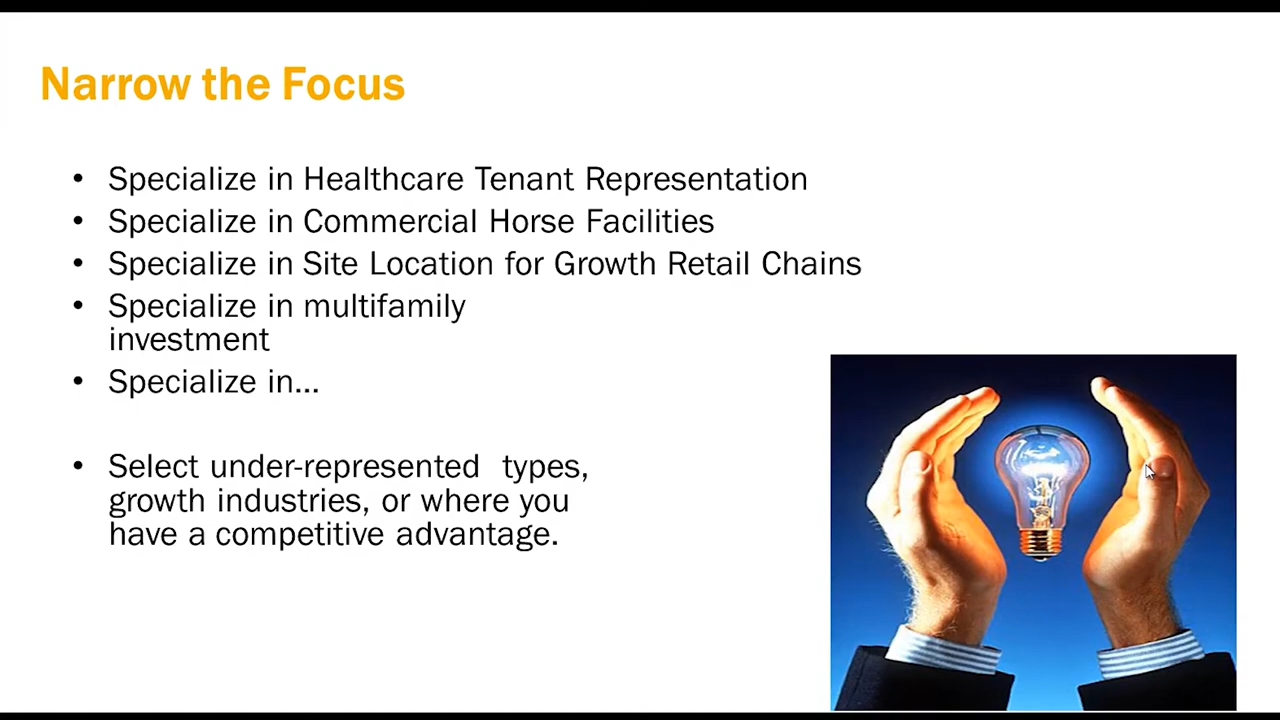 Narrow the Focus
• Specialize in Healthcare Tenant Representation
• Specialize in Commercial Horse Facilities
• Specialize in Site Location for Growth Retail Chains
• Specialize in multifamily
investment
• Specialize in...
• Select under-represented types,
growth industries, or where you
have a competitive advantage.